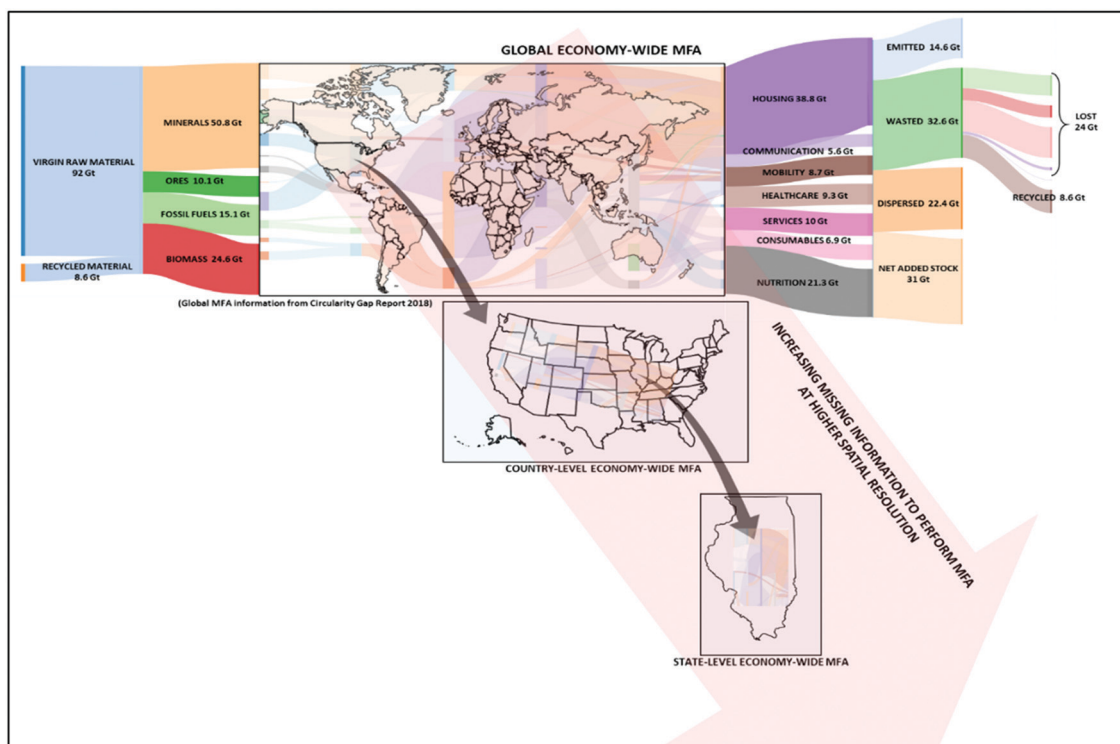 GLOBAL ECONOMY-WIDE MFA
VIRGIN RAW MATERIAL
92 Gt
RECYCLED MATERIAL
8.6 Gt
MINERALS 50.8 Gt
ORES 10.1 Gt
FOSSIL FUELS 15.1 Gt
BIOMASS 24.6 Gt
HOUSING 38.8 Gt
COMMUNICATION 5.6 Gt
MOBILITY 8.7 Gt
HEALTHCARE 9.3 Gt
SERVICES 10 Gt
CONSUMABLES 6.9 Gt
NUTRITION 21.3 Gt
EMITTED 14.6 Gt
WASTED 32.6 Gt
DISPERSED 22.4 Gt
NET ADDED STOCK
31 Gt
LOST
24 Gt
RECYCLED 8.6 Gt
(Global MFA information from Circularity Gap Report 2018)
COUNTRY-LEVEL ECONOMY-WIDE MFA
STATE-LEVEL ECONOMY-WIDE MFA
INCREASING MISSING INFORMATION TO PERFORM MFA
AT HIGHER SPATIAL RESOLUTION